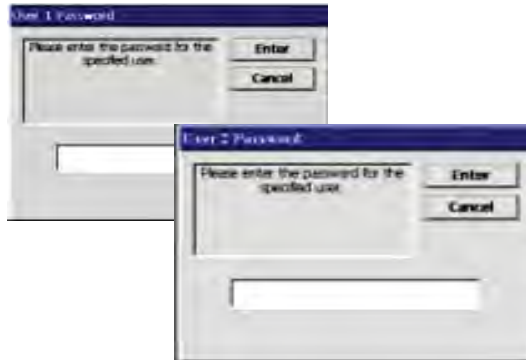 User 1 Password
Please enter the password for the
specified user.
Enter
Cancel
User 2 Password
Please enter the password for the
specified user.
Enter
Cancel